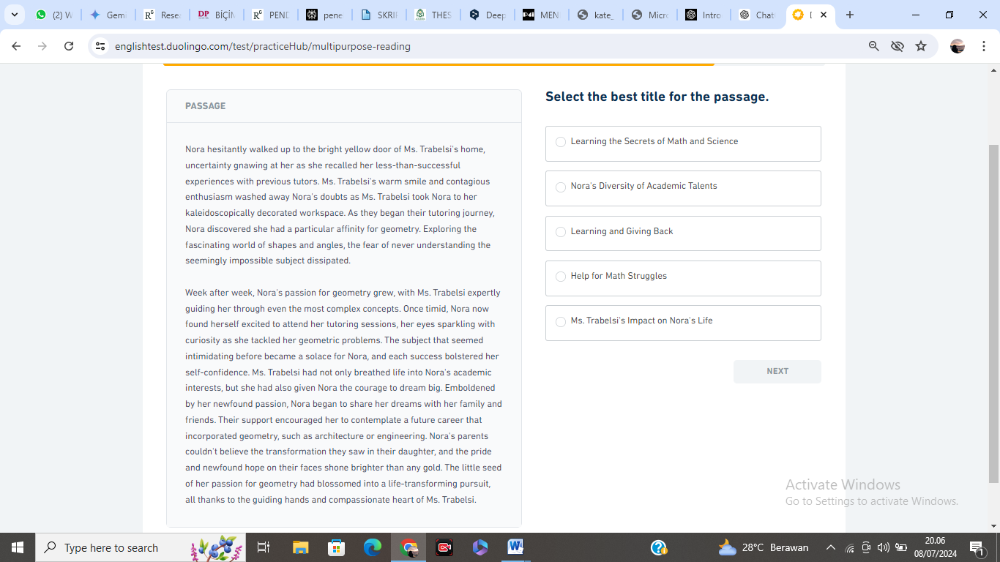 (2) W
Gemi
Rese
BİÇİN
PEND
pene
SKRIF
THES
Deep
MEN
kate_
Micro
Intro
Chat
englishtest.duolingo.com/test/practiceHub/multipurpose-reading
PASSAGE
Nora hesitantly walked up to the bright yellow door of Ms. Trabelsi's home,
uncertainty gnawing at her as she recalled her less-than-successful
experiences with previous tutors. Ms. Trabelsi's warm smile and contagious
enthusiasm washed away Nora's doubts as Ms. Trabelsi took Nora to her
kaleidoscopically decorated workspace. As they began their tutoring journey,
Nora discovered she had a particular affinity for geometry. Exploring the
fascinating world of shapes and angles, the fear of never understanding the
seemingly impossible subject dissipated.
Week after week, Nora's passion for geometry grew, with Ms. Trabelsi expertly
guiding her through even the most complex concepts. Once timid, Nora now
found herself excited to attend her tutoring sessions, her eyes sparkling with
curiosity as she tackled her geometric problems. The subject that seemed
intimidating before became a solace for Nora, and each success bolstered her
self-confidence. Ms. Trabelsi had not only breathed life into Nora's academic
interests, but she had also given Nora the courage to dream big. Emboldened
by her newfound passion, Nora began to share her dreams with her family and
friends. Their support encouraged her to contemplate a future career that
incorporated geometry, such as architecture or engineering. Nora's parents
couldn't believe the transformation they saw in their daughter, and the pride
and newfound hope on their faces shone brighter than any gold. The little seed
of her passion for geometry had blossomed into a life-transforming pursuit,
all thanks to the guiding hands and compassionate heart of Ms. Trabelsi.
Select the best title for the passage.
Learning the Secrets of Math and Science
Nora's Diversity of Academic Talents
Learning and Giving Back
Help for Math Struggles
Ms. Trabelsi's Impact on Nora's Life
NEXT
Activate Windows
Go to Settings to activate Windows.
Type here to search
28°C Berawan
20.06
08/07/2024